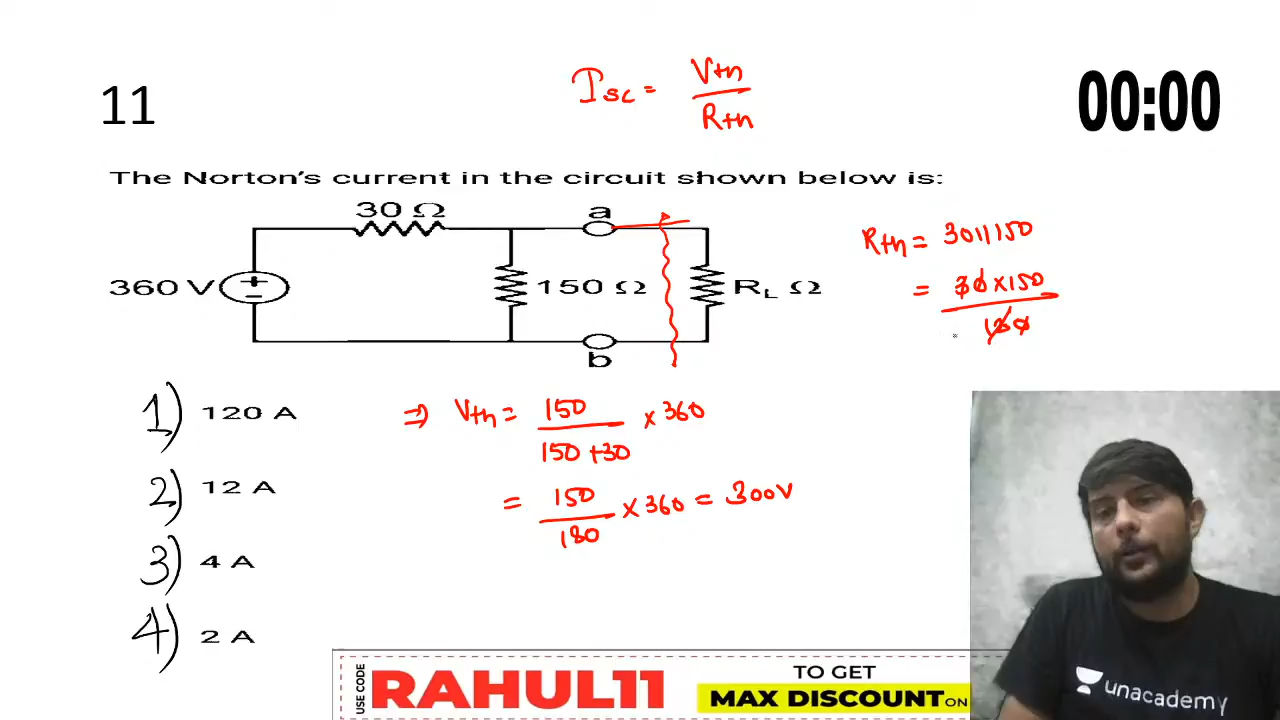 I sc = Vth / Rth
11
00:00
The Norton's current in the circuit shown below is:
30 Ω
a
360 V
+
−
150 Ω
RL Ω
b
Rth = 30||150
= 30 × 150 / 180
1) 120 A
2) 12 A
3) 4 A
4) 2 A
⇒ Vth = 150 / 150 + 30 × 360
= 150 / 180 × 360 = 300V
unacademy
USE CODE
RAHUL11
TO GET
MAX DISCOUNT ON